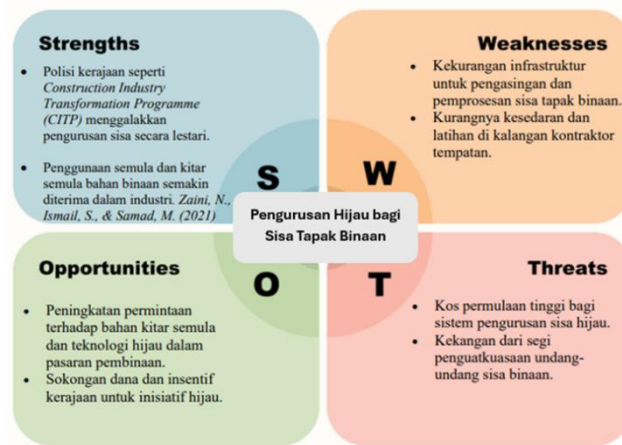 Strengths
• Polisi kerajaan seperti
Construction Industry
Transformation Programme
(CITP) menggalakkan
pengurusan sisa secara lestari.
• Penggunaan semula dan kitar
semula bahan binaan semakin
diterima dalam industri. Zaini, N.,
Ismail, S., & Samad, M. (2021)
Weaknesses
• Kekurangan infrastruktur
untuk pengasingan dan
pemprosesan sisa tapak binaan.
• Kurangnya kesedaran dan
latihan di kalangan kontraktor
tempatan.
S
W
Pengurusan Hijau bagi
Sisa Tapak Binaan
O
T
Opportunities
• Peningkatan permintaan
terhadap bahan kitar semula
dan teknologi hijau dalam
pasaran pembinaan.
• Sokongan dana dan insentif
kerajaan untuk inisiatif hijau.
Threats
• Kos permulaan tinggi bagi
sistem pengurusan sisa hijau.
• Kekangan dari segi
penguatkuasaan undang-
undang sisa binaan.